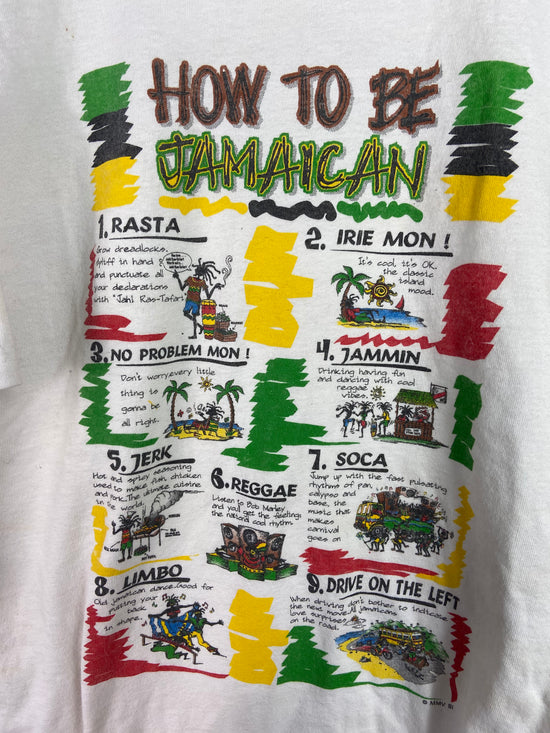 HOW TO BE
JAMAICAN
1. RASTA
Grow dreadlocks,
spliff in hand
and punctuate all
your declarations
with "Jah! Ras-Tafari
2. IRIE MON !
It's cool, it's OK,
the classic
island
mood.
3. NO PROBLEM MON !
Don't worry, every little
thing is
gonna be
all right.
4. JAMMIN
Drinking having fun
and dancing with cool
reggae
vibes.
5. JERK
Hot and spicy seasoning
used to make fish, chicken
and Pork. The ultimate cuisine
in the world.
6. REGGAE
Listen to Bob Marley
and you get the feeling:
the national cool rhythm
7. SOCA
Jump up with the fast pulsating
rhythms of pan,
calypso and
base, the
music that
makes
carnival
goes on
8. LIMBO
Old Jamaican dance. Good for
putting your
back
in shape.
9. DRIVE ON THE LEFT
When driving don't bother to indicate
the next move. All Jamaicans
love surprises
on the road.
© MMV